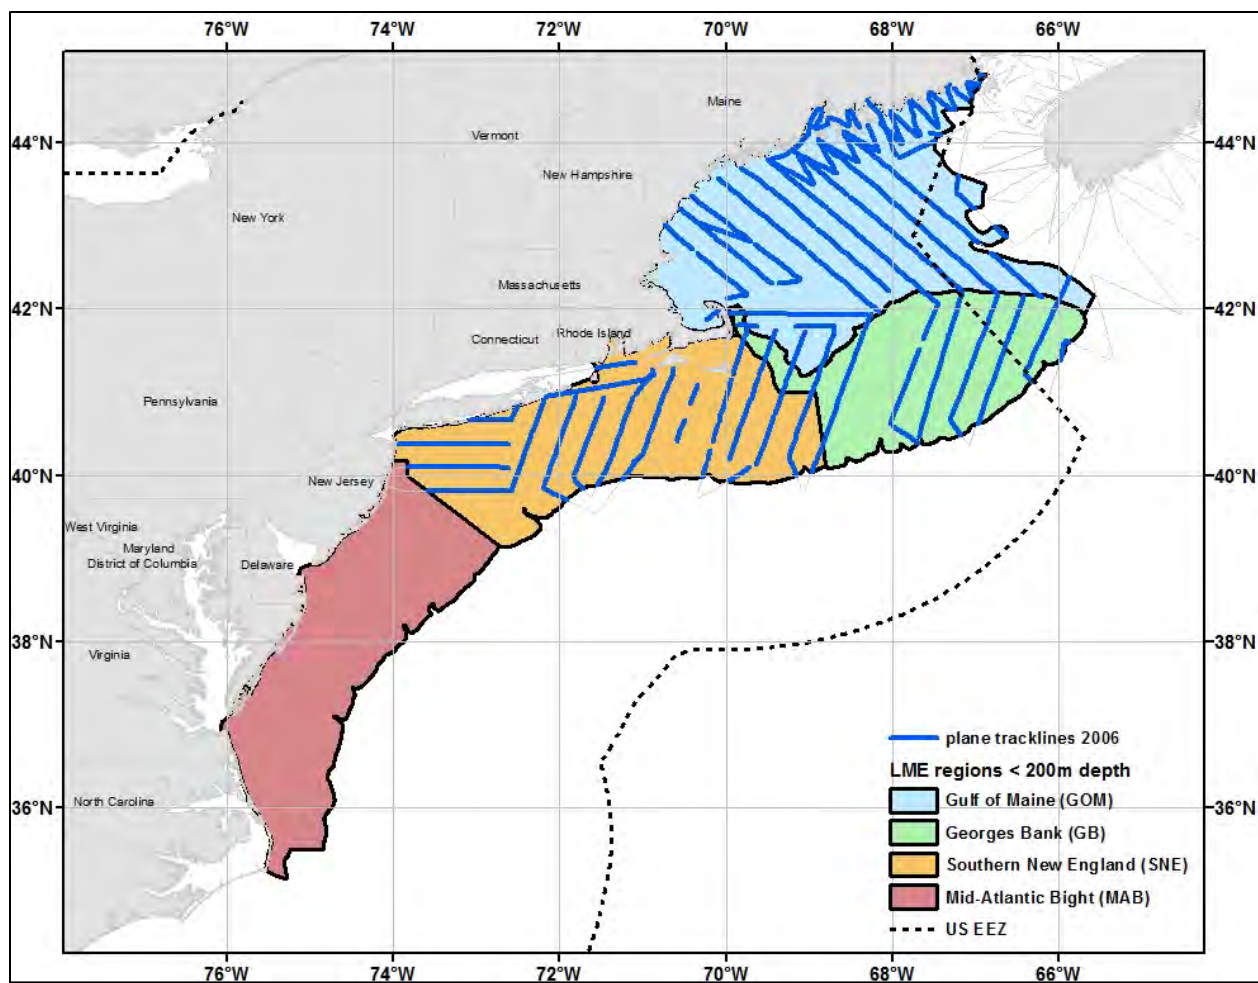 76°W 74°W 72°W 70°W 68°W 66°W
Maine
44°N 44°N
Vermont
New Hampshire
New York
42°N 42°N
Massachusetts
Rhode Island
Connecticut
Pennsylvania
40°N 40°N
New Jersey
West Virginia
Maryland
District of Columbia
Delaware
38°N 38°N
Virginia
plane tracklines 2006
LME regions < 200m depth
36°N 36°N
North Carolina
Gulf of Maine (GOM)
Georges Bank (GB)
Southern New England (SNE)
Mid-Atlantic Bight (MAB)
US EEZ
76°W 74°W 72°W 70°W 68°W 66°W